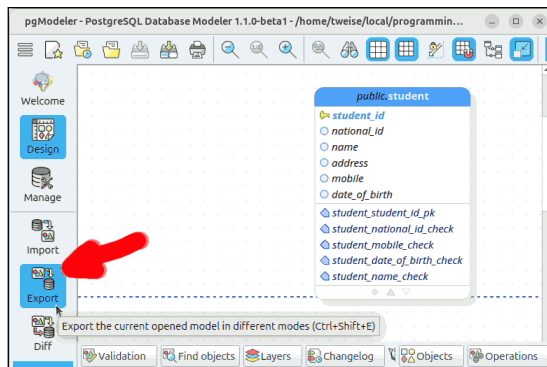 pgModeler - PostgreSQL Database Modeler 1.1.0-beta1 - /home/tweise/local/programmin...
Welcome
Design
Manage
Import
Export
Diff
public.student
student_id
national_id
name
address
mobile
date_of_birth
student_student_id_pk
student_national_id_check
student_mobile_check
student_date_of_birth_check
student_name_check
Export the current opened model in different modes (Ctrl+Shift+E)
Validation
Find objects
Layers
Changelog
Objects
Operations